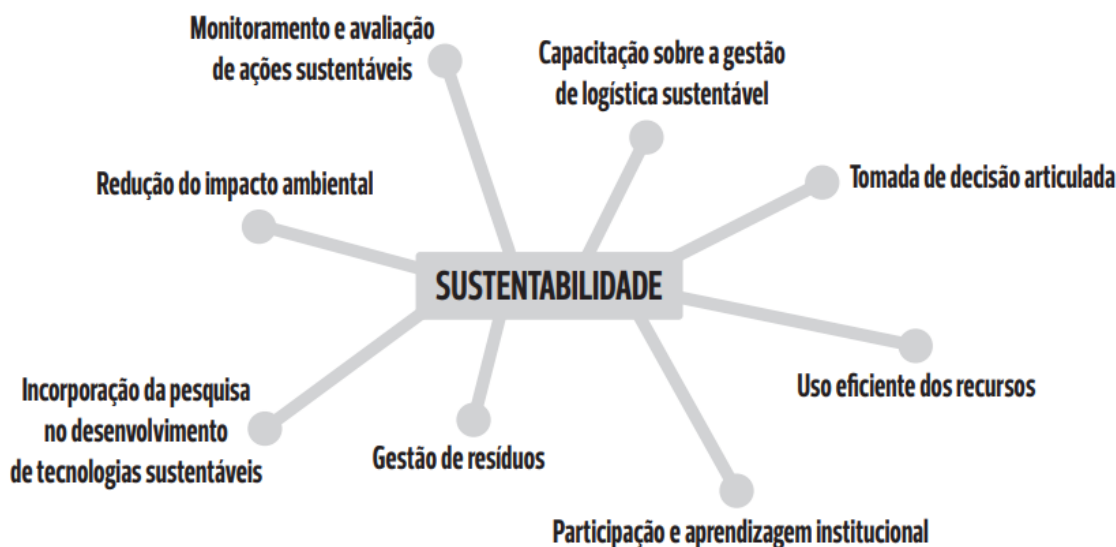 Monitoramento e avaliação
de ações sustentáveis
Capacitação sobre a gestão
de logística sustentável
Redução do impacto ambiental
Tomada de decisão articulada
SUSTENTABILIDADE
Incorporação da pesquisa
no desenvolvimento
de tecnologias sustentáveis
Gestão de resíduos
Uso eficiente dos recursos
Participação e aprendizagem institucional